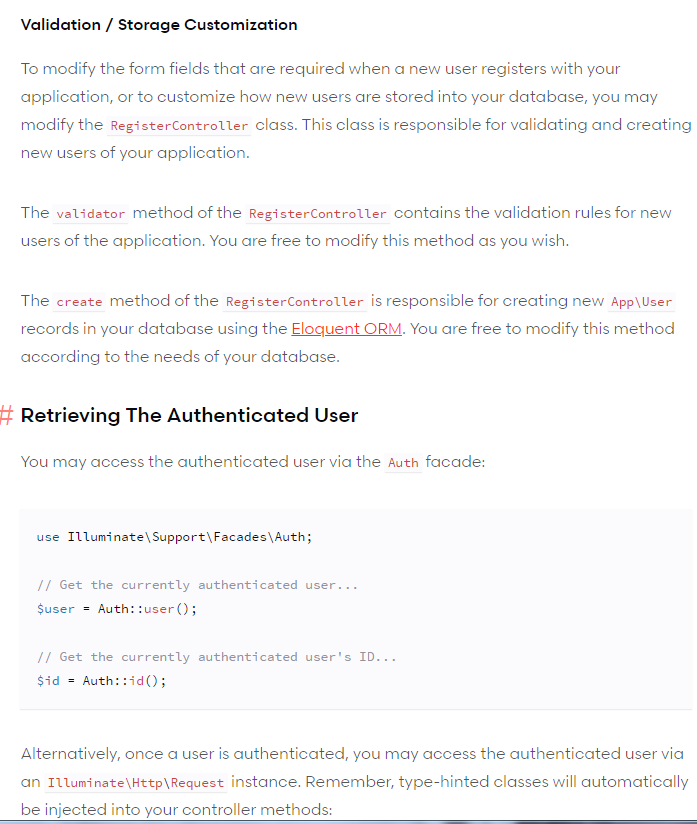 Validation / Storage Customization
To modify the form fields that are required when a new user registers with your
application, or to customize how new users are stored into your database, you may
modify the RegisterController class. This class is responsible for validating and creating
new users of your application.
The validator method of the RegisterController contains the validation rules for new
users of the application. You are free to modify this method as you wish.
The create method of the RegisterController is responsible for creating new App\User
records in your database using the Eloquent ORM. You are free to modify this method
according to the needs of your database.
# Retrieving The Authenticated User
You may access the authenticated user via the Auth facade:
use Illuminate\Support\Facades\Auth;
// Get the currently authenticated user...
$user = Auth::user();
// Get the currently authenticated user's ID...
$id = Auth::id();
Alternatively, once a user is authenticated, you may access the authenticated user via
an Illuminate\Http\Request instance. Remember, type-hinted classes will automatically
be injected into your controller methods: